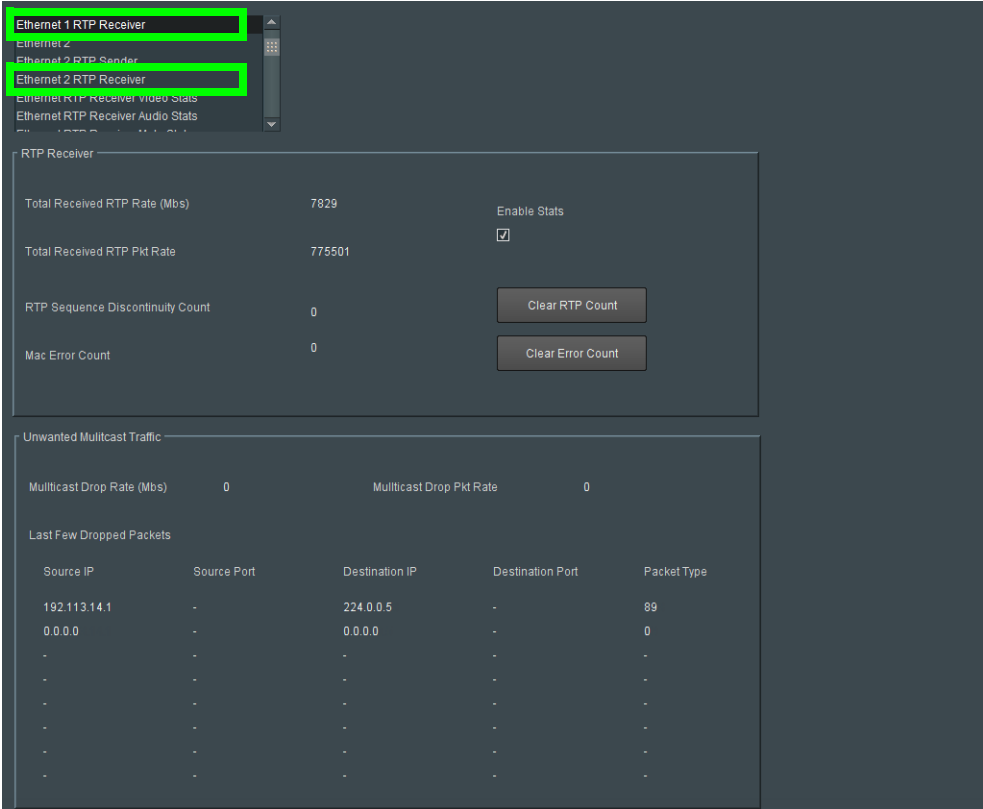 Ethernet 1 RTP Receiver
Ethernet 2
Ethernet 2 RTP Sender
Ethernet 2 RTP Receiver
Ethernet RTP Receiver Video Stats
Ethernet RTP Receiver Audio Stats
RTP Receiver
Total Received RTP Rate (Mbs) 7829
Enable Stats
Total Received RTP Pkt Rate 775501
RTP Sequence Discontinuity Count 0 Clear RTP Count
Mac Error Count 0 Clear Error Count
Unwanted Mulitcast Traffic
Mullticast Drop Rate (Mbs) 0 Mullticast Drop Pkt Rate 0
Last Few Dropped Packets
Source IP Source Port Destination IP Destination Port Packet Type
192.113.14.1 - 224.0.0.5 - 89
0.0.0.0 - 0.0.0.0 - 0
- - - - -
- - - - -
- - - - -
- - - - -
- - - - -
- - - - -